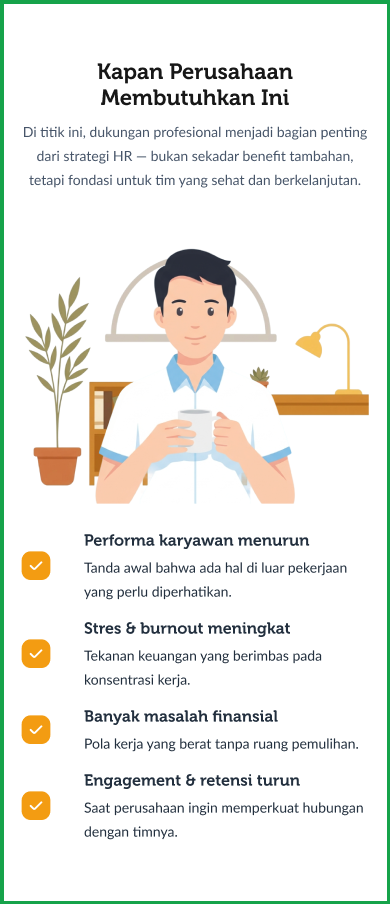 Kapan Perusahaan
Membutuhkan Ini
Di titik ini, dukungan profesional menjadi bagian penting
dari strategi HR — bukan sekadar benefit tambahan,
tetapi fondasi untuk tim yang sehat dan berkelanjutan.
Performa karyawan menurun
Tanda awal bahwa ada hal di luar pekerjaan
yang perlu diperhatikan.
Stres & burnout meningkat
Tekanan keuangan yang berimbas pada
konsentrasi kerja.
Banyak masalah finansial
Pola kerja yang berat tanpa ruang pemulihan.
Engagement & retensi turun
Saat perusahaan ingin memperkuat hubungan
dengan timnya.